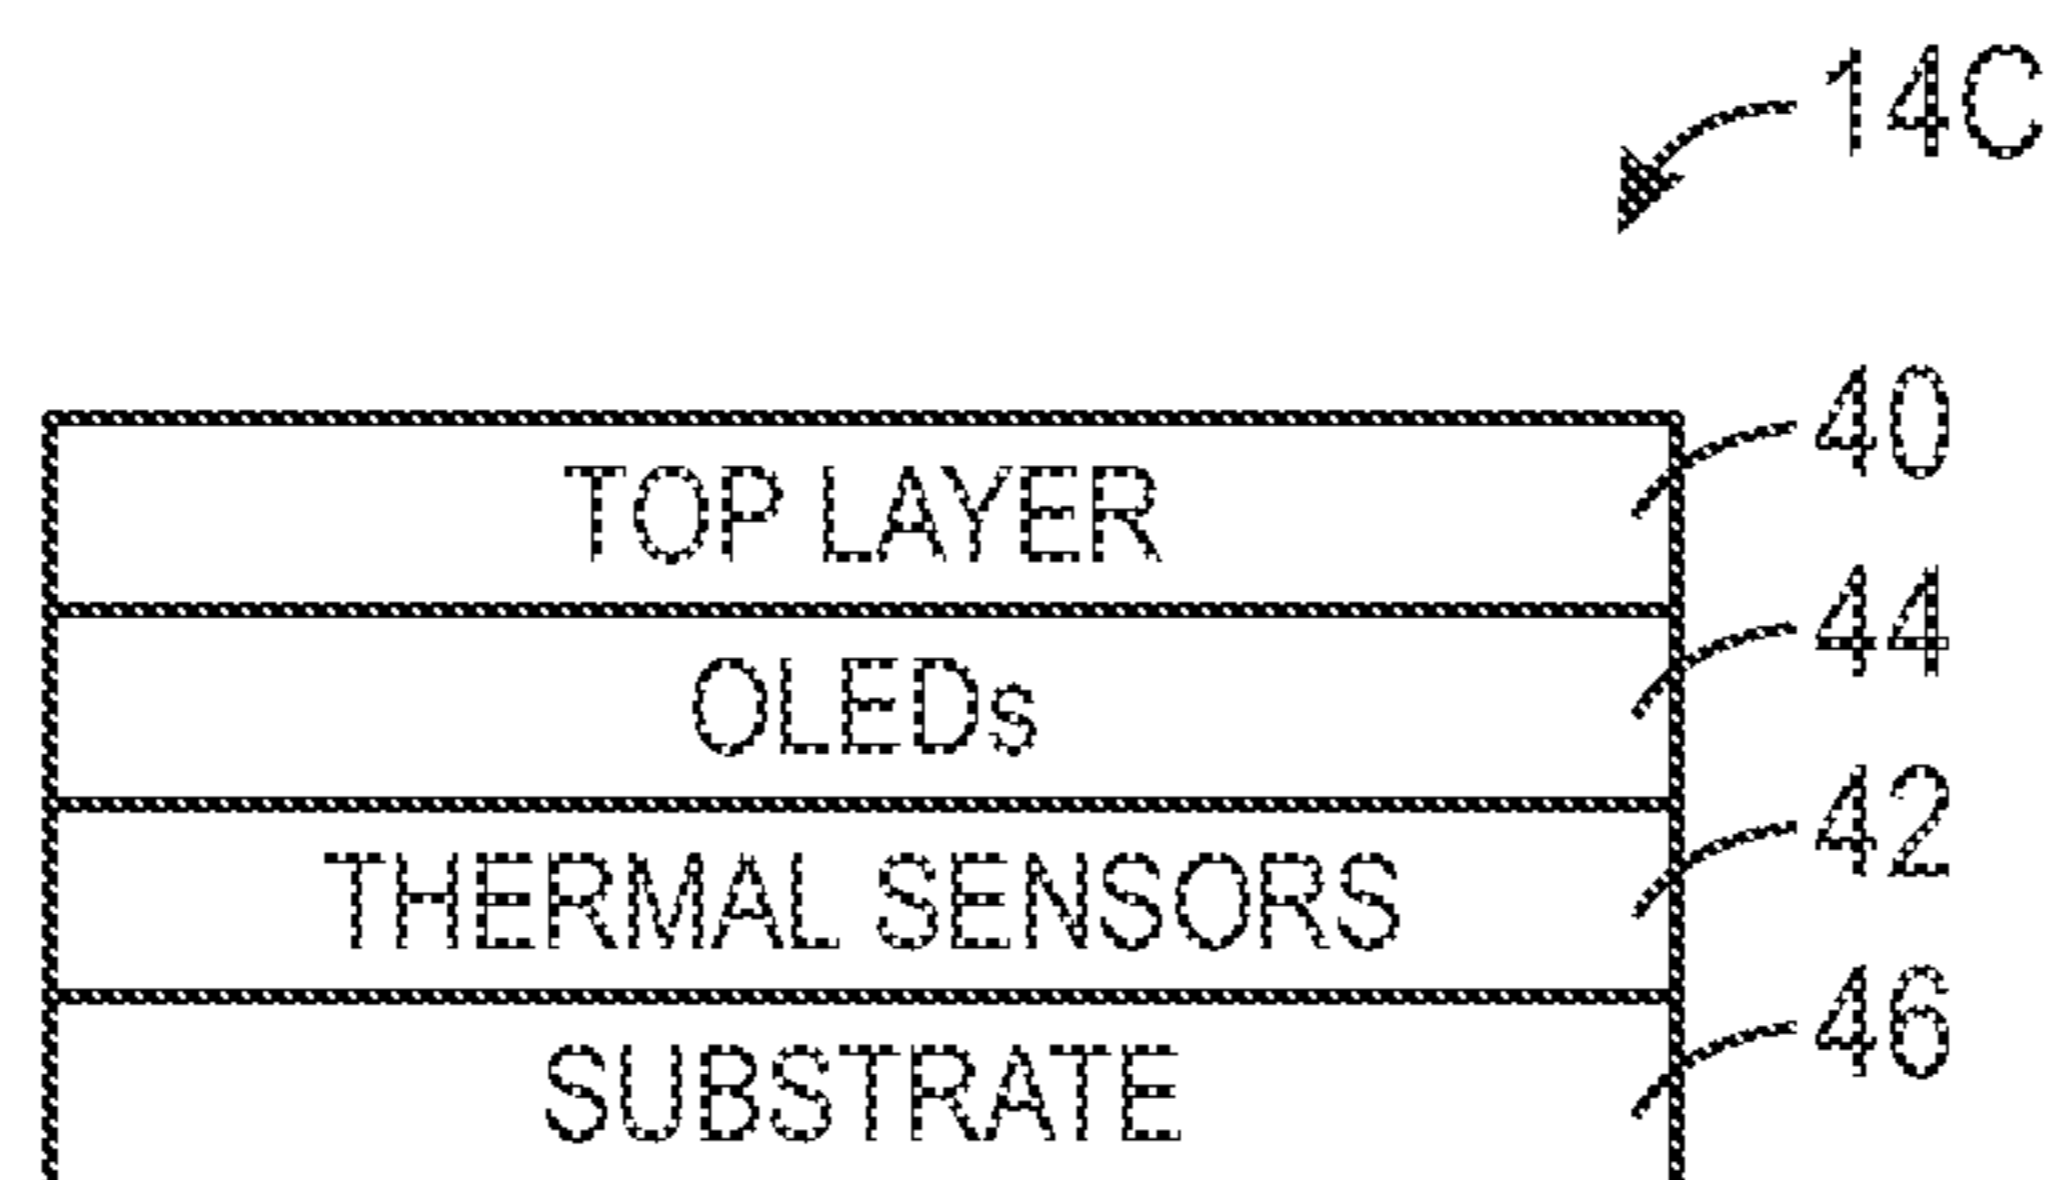 14C
TOP LAYER 40
OLEDs 44
THERMAL SENSORS 42
SUBSTRATE 46